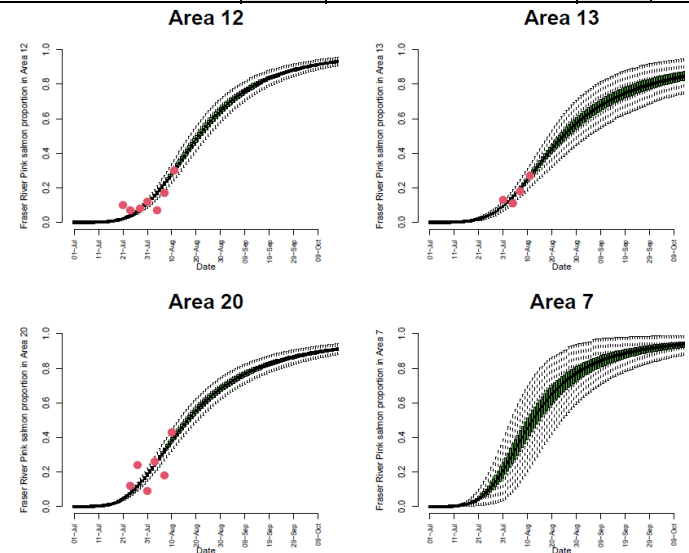 Area 12
Fraser River Pink salmon proportion in Area 12
0.0 0.2 0.4 0.6 0.8 1.0
01−Jul 11−Jul 21−Jul 31−Jul 10−Aug 20−Aug 30−Aug 09−Sep 19−Sep 29−Sep 09−Oct
Date
Area 13
Fraser River Pink salmon proportion in Area 13
0.0 0.2 0.4 0.6 0.8 1.0
01−Jul 11−Jul 21−Jul 31−Jul 10−Aug 20−Aug 30−Aug 09−Sep 19−Sep 29−Sep 09−Oct
Date
Area 20
Fraser River Pink salmon proportion in Area 20
0.0 0.2 0.4 0.6 0.8 1.0
01−Jul 11−Jul 21−Jul 31−Jul 10−Aug 20−Aug 30−Aug 09−Sep 19−Sep 29−Sep 09−Oct
Date
Area 7
Fraser River Pink salmon proportion in Area 7
0.0 0.2 0.4 0.6 0.8 1.0
01−Jul 11−Jul 21−Jul 31−Jul 10−Aug 20−Aug 30−Aug 09−Sep 19−Sep 29−Sep 09−Oct
Date